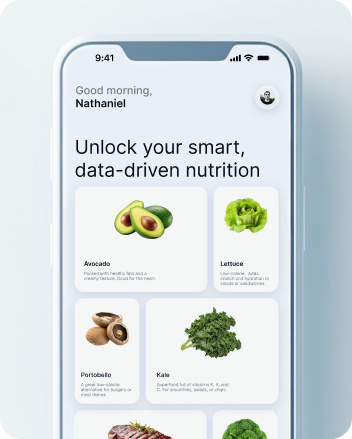 9:41
Good morning,
Nathaniel
Unlock your smart,
data-driven nutrition
Avocado
Packed with healthy fats and a
creamy texture. Good for the heart.
Lettuce
Low-calorie. Adds
crunch and hydration to
salads or sandwiches.
Portobello
A great low-calorie
alternative for burgers or
meat dishes.
Kale
Superfood full of vitamins K, A, and
C. For smoothies, salads, or chips.